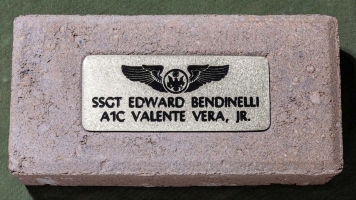 SSGT EDWARD BENDINELLI
A1C VALENTE VERA, JR.